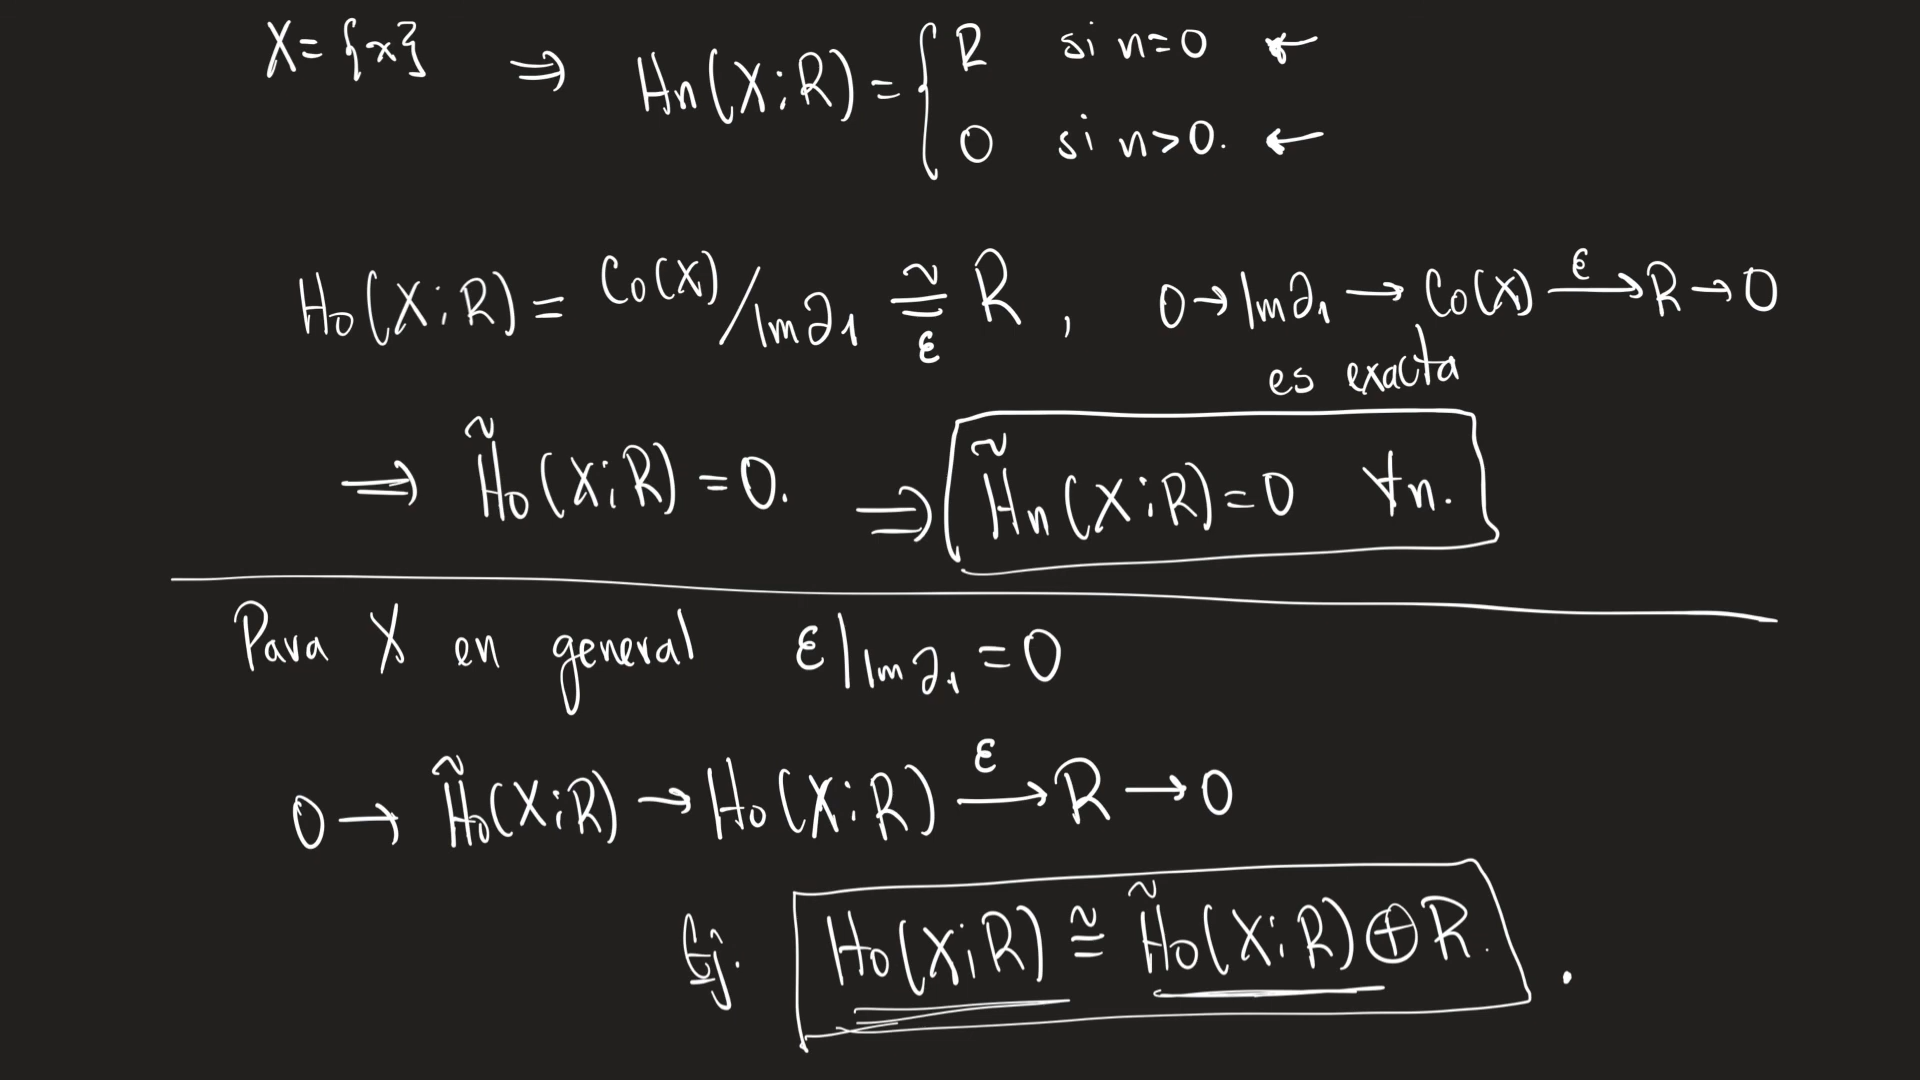 X = {x} ⇒ Hn(X;R) = { R si n=0 ←
0 si n>0. ←
H₀(X;R) = C₀(X)/Im ∂₁ ≅ R , 0 → Im ∂₁ → C₀(X) → R → 0
ε ε
es exacta
⇒ H̃₀(X;R) = 0. ⇒ H̃n(X;R) = 0 ∀n.
Para X en general ε|Im ∂₁ = 0
ε
0 → H̃₀(X;R) → H₀(X;R) → R → 0
Ej. H₀(X;R) ≅ H̃₀(X;R) ⊕ R. .